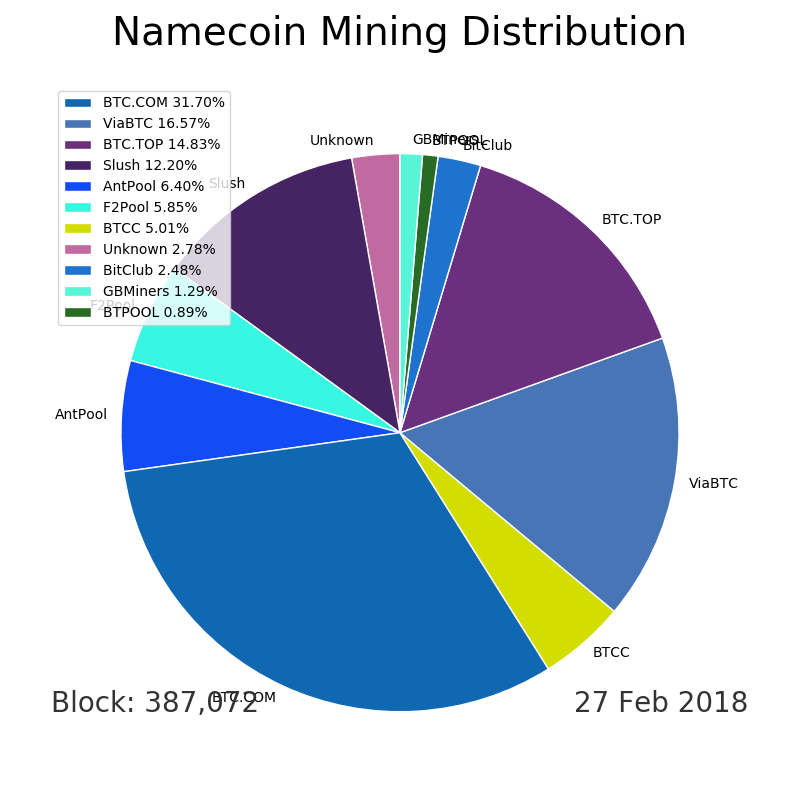 Namecoin Mining Distribution
BTC.COM 31.70%
ViaBTC 16.57%
BTC.TOP 14.83%
Slush 12.20%
AntPool 6.40%
F2Pool 5.85%
BTCC 5.01%
Unknown 2.78%
BitClub 2.48%
GBMiners 1.29%
BTPOOL 0.89%
Unknown
GBMiners
BTPOOL
BitClub
Slush
BTC.TOP
F2Pool
AntPool
ViaBTC
BTCC
BTC.COM
Block: 387,072
27 Feb 2018